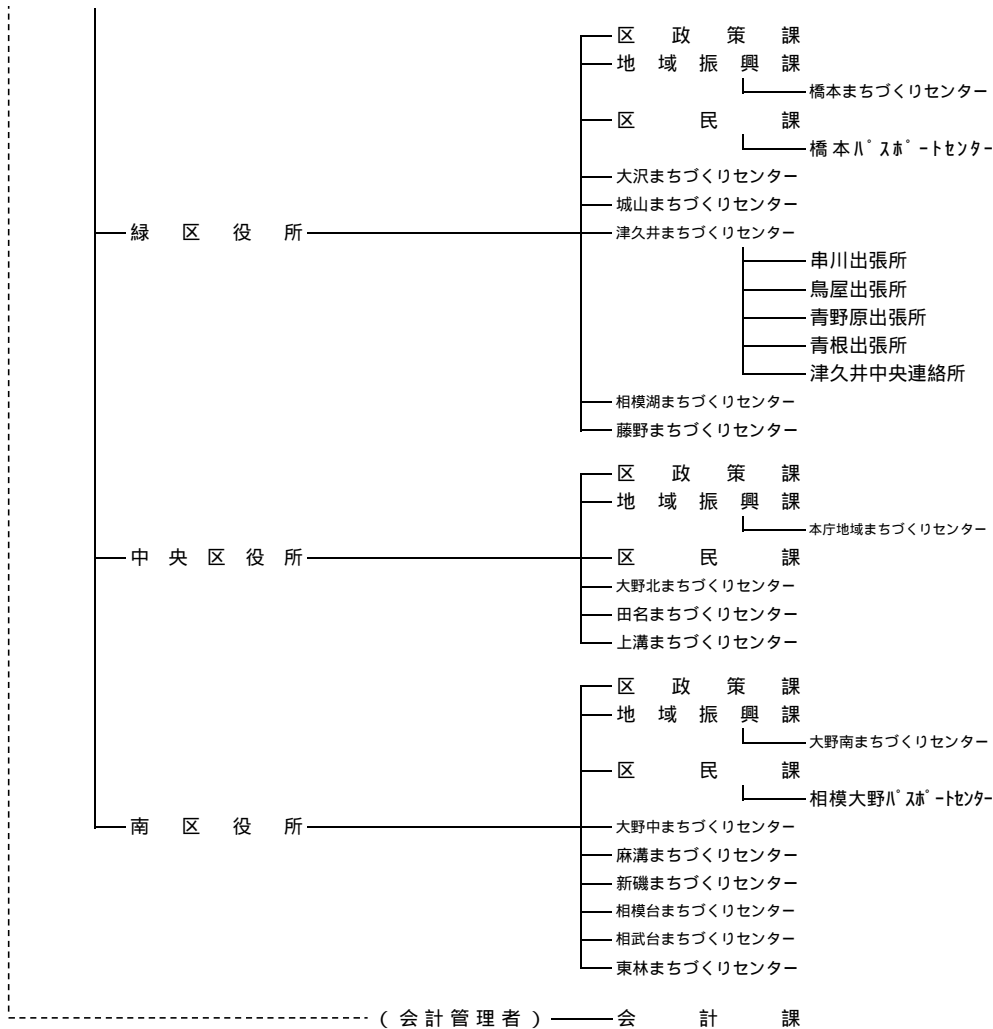 区政策課
地域振興課
橋本まちづくりセンター
区民課
橋本パスポートセンター
大沢まちづくりセンター
城山まちづくりセンター
緑区役所 津久井まちづくりセンター
串川出張所
鳥屋出張所
青野原出張所
青根出張所
津久井中央連絡所
相模湖まちづくりセンター
藤野まちづくりセンター
区政策課
地域振興課
本庁地域まちづくりセンター
中央区役所 区民課
大野北まちづくりセンター
田名まちづくりセンター
上溝まちづくりセンター
区政策課
地域振興課
大野南まちづくりセンター
区民課
相模大野パスポートセンター
南区役所 大野中まちづくりセンター
麻溝まちづくりセンター
新磯まちづくりセンター
相模台まちづくりセンター
相武台まちづくりセンター
東林まちづくりセンター
(会計管理者) 会計課